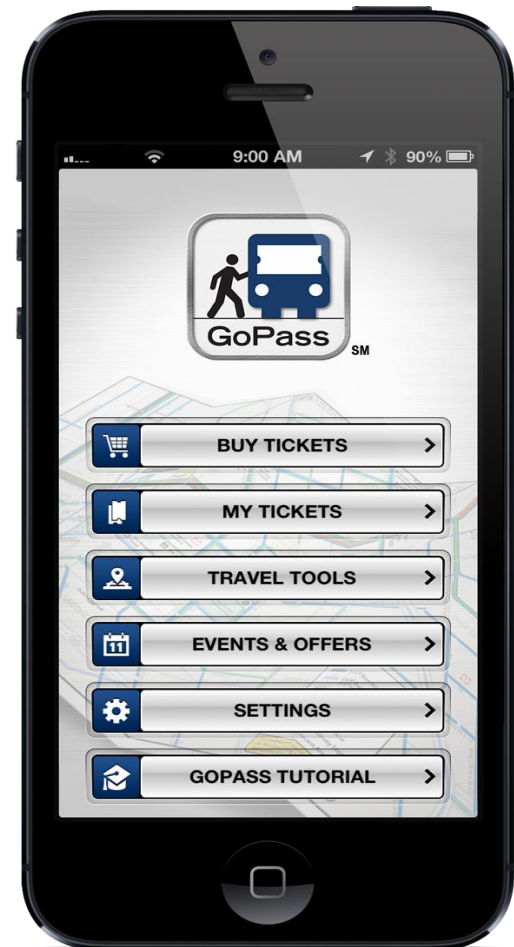 9:00 AM 90%
GoPass
SM
BUY TICKETS
MY TICKETS
TRAVEL TOOLS
11 EVENTS & OFFERS
SETTINGS
GOPASS TUTORIAL